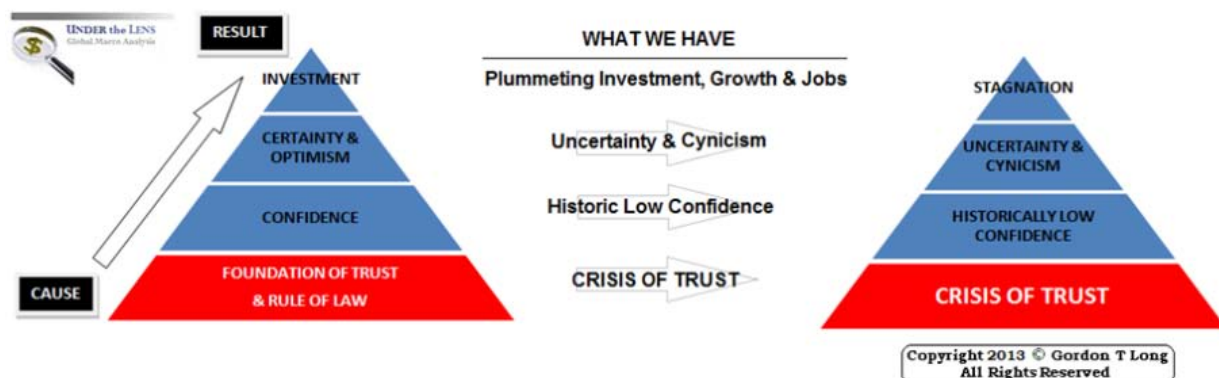 UNDER the LENS
Global Macro Analysis
RESULT
CAUSE
INVESTMENT
CERTAINTY &
OPTIMISM
CONFIDENCE
FOUNDATION OF TRUST
& RULE OF LAW
WHAT WE HAVE
Plummeting Investment, Growth & Jobs
Uncertainty & Cynicism
Historic Low Confidence
CRISIS OF TRUST
STAGNATION
UNCERTAINTY &
CYNICISM
HISTORICALLY LOW
CONFIDENCE
CRISIS OF TRUST
Copyright 2013 © Gordon T Long
All Rights Reserved